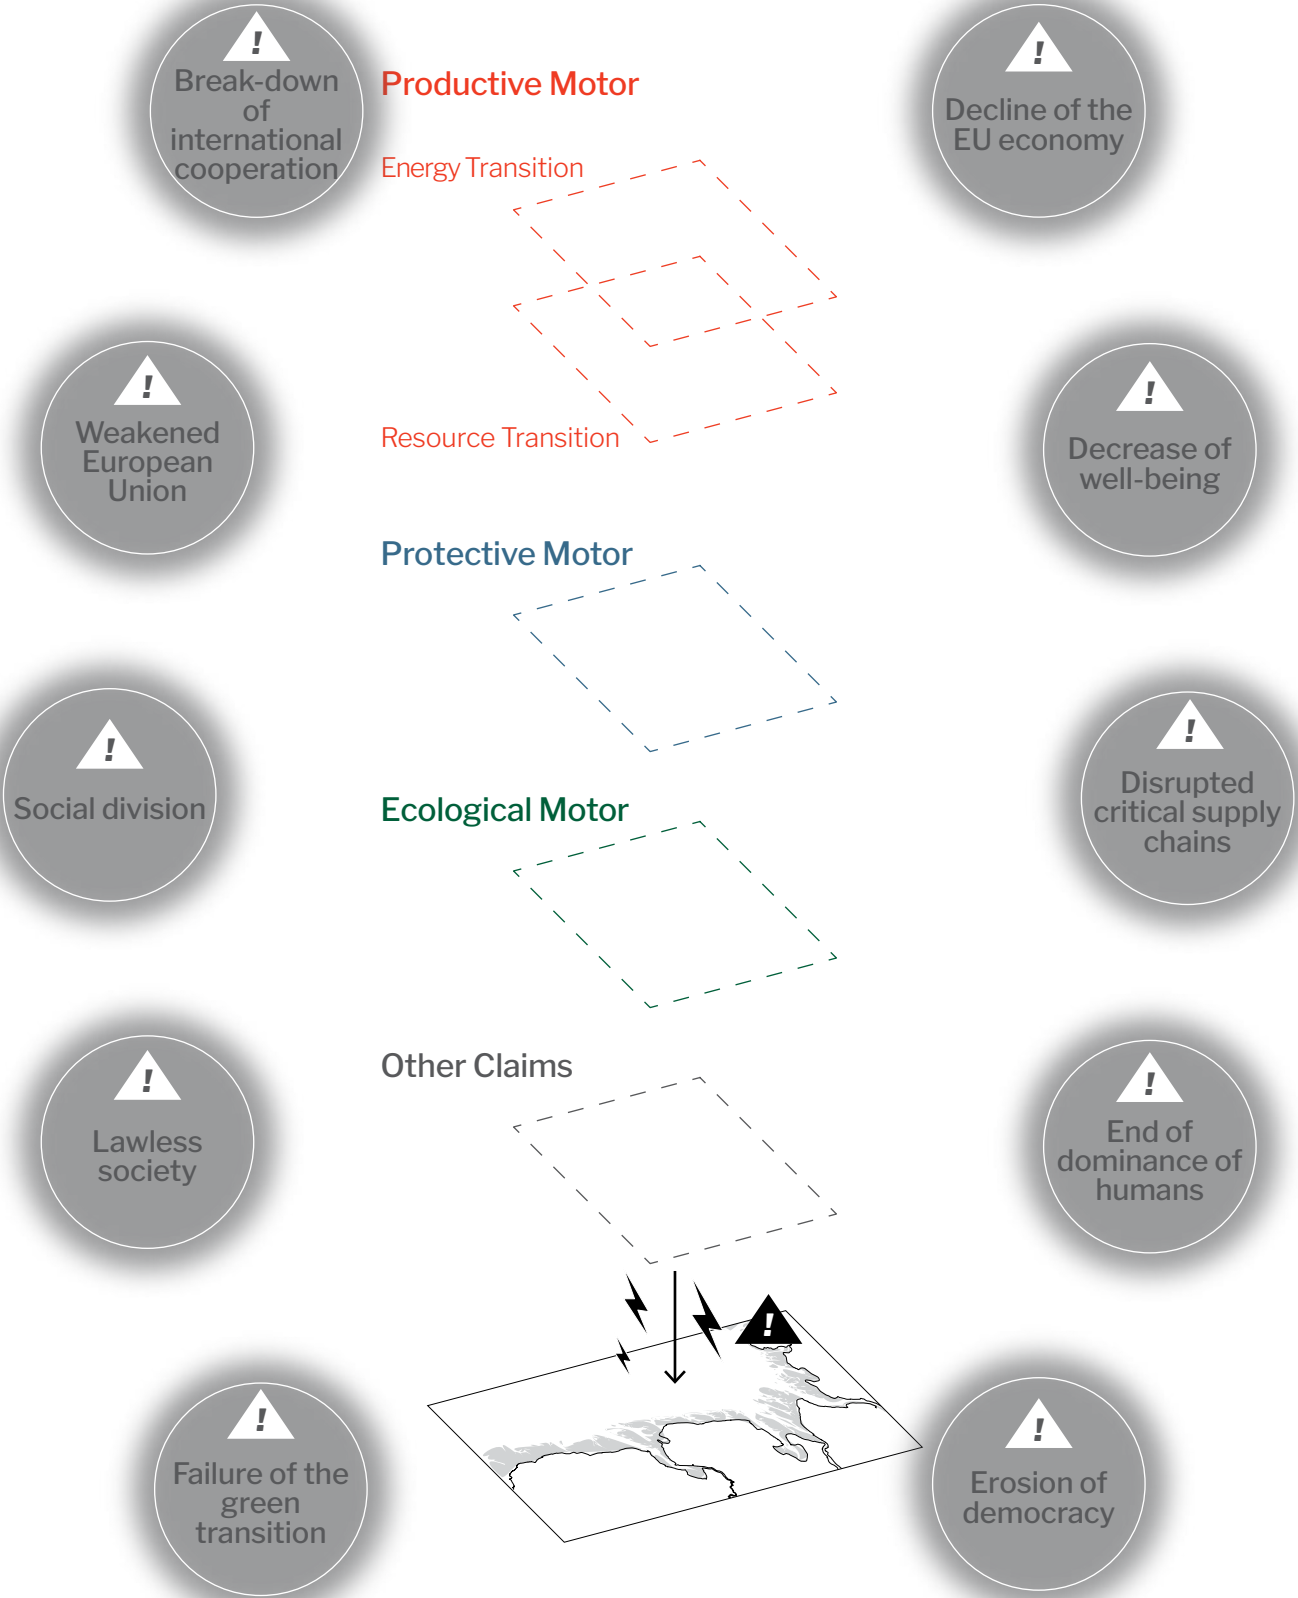 !
Break-down
of
international
cooperation
!
Weakened
European
Union
!
Social division
!
Lawless
society
!
Failure of the
green
transition
Productive Motor
Energy Transition
Resource Transition
Protective Motor
Ecological Motor
Other Claims
!
!
Decline of the
EU economy
!
Decrease of
well-being
!
Disrupted
critical supply
chains
!
End of
dominance of
humans
!
Erosion of
democracy